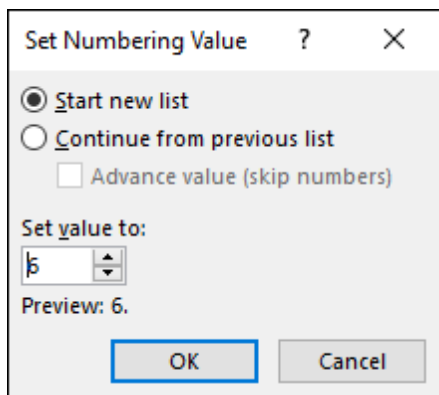 Set Numbering Value ?
Start new list
Continue from previous list
Advance value (skip numbers)
Set value to:
6
Preview: 6.
OK Cancel